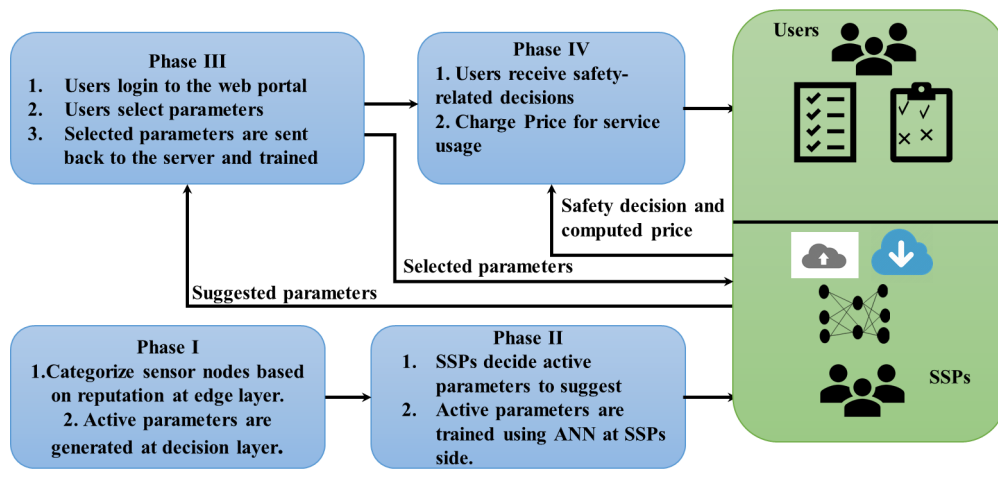 Phase III
1. Users login to the web portal
2. Users select parameters
3. Selected parameters are sent
back to the server and trained
Phase IV
1. Users receive safety-
related decisions
2. Charge Price for service
usage
Users
Safety decision and
computed price
Selected parameters
Suggested parameters
Phase I
1.Categorize sensor nodes based
on reputation at edge layer.
2. Active parameters are
generated at decision layer.
Phase II
1. SSPs decide active
parameters to suggest
2. Active parameters are
trained using ANN at SSPs
side.
SSPs